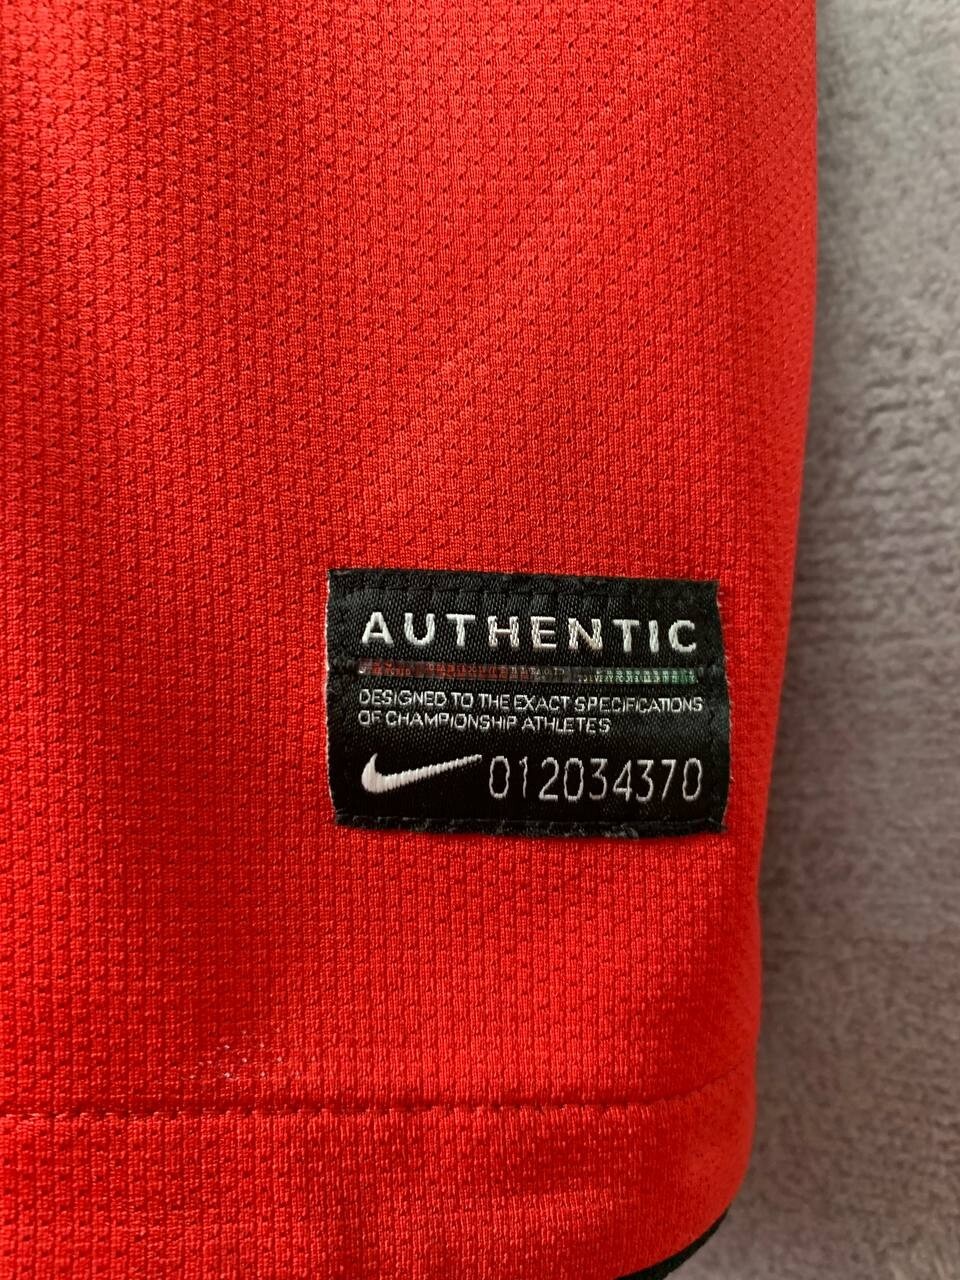 AUTHENTIC
DESIGNED TO THE EXACT SPECIFICATIONS
OF CHAMPIONSHIP ATHLETES
012034370